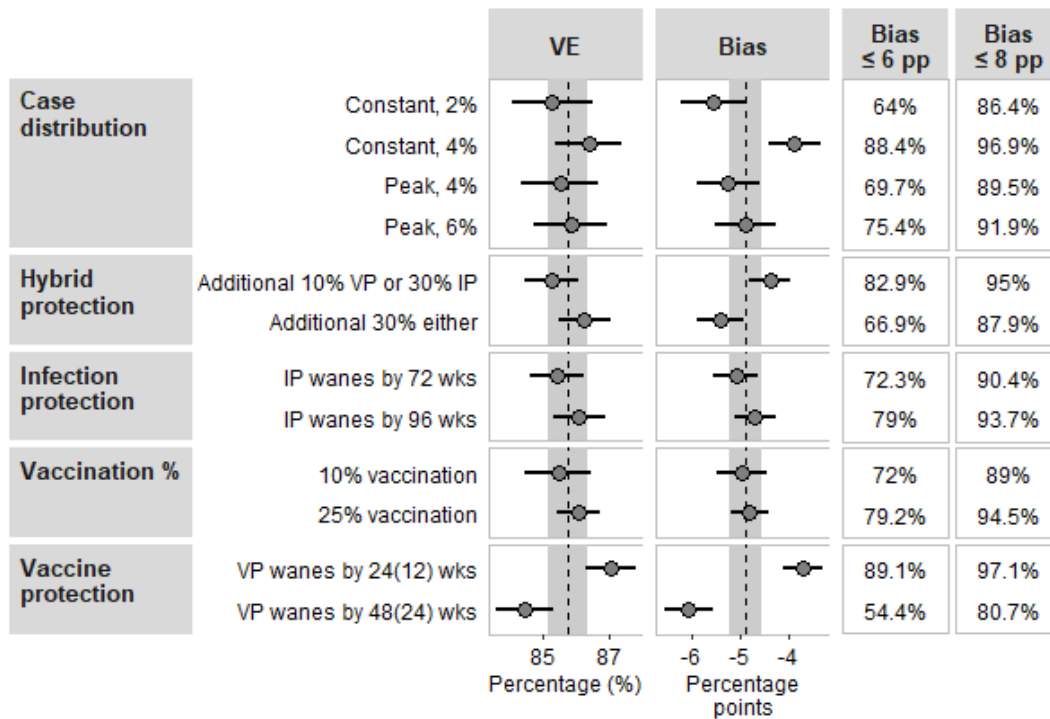 VE Bias Bias ≤ 6 pp Bias ≤ 8 pp
Case distribution
Constant, 2% 64% 86.4%
Constant, 4% 88.4% 96.9%
Peak, 4% 69.7% 89.5%
Peak, 6% 75.4% 91.9%
Hybrid protection
Additional 10% VP or 30% IP 82.9% 95%
Additional 30% either 66.9% 87.9%
Infection protection
IP wanes by 72 wks 72.3% 90.4%
IP wanes by 96 wks 79% 93.7%
Vaccination %
10% vaccination 72% 89%
25% vaccination 79.2% 94.5%
Vaccine protection
VP wanes by 24(12) wks 89.1% 97.1%
VP wanes by 48(24) wks 54.4% 80.7%
85 87 -6 -5 -4
Percentage (%) Percentage points